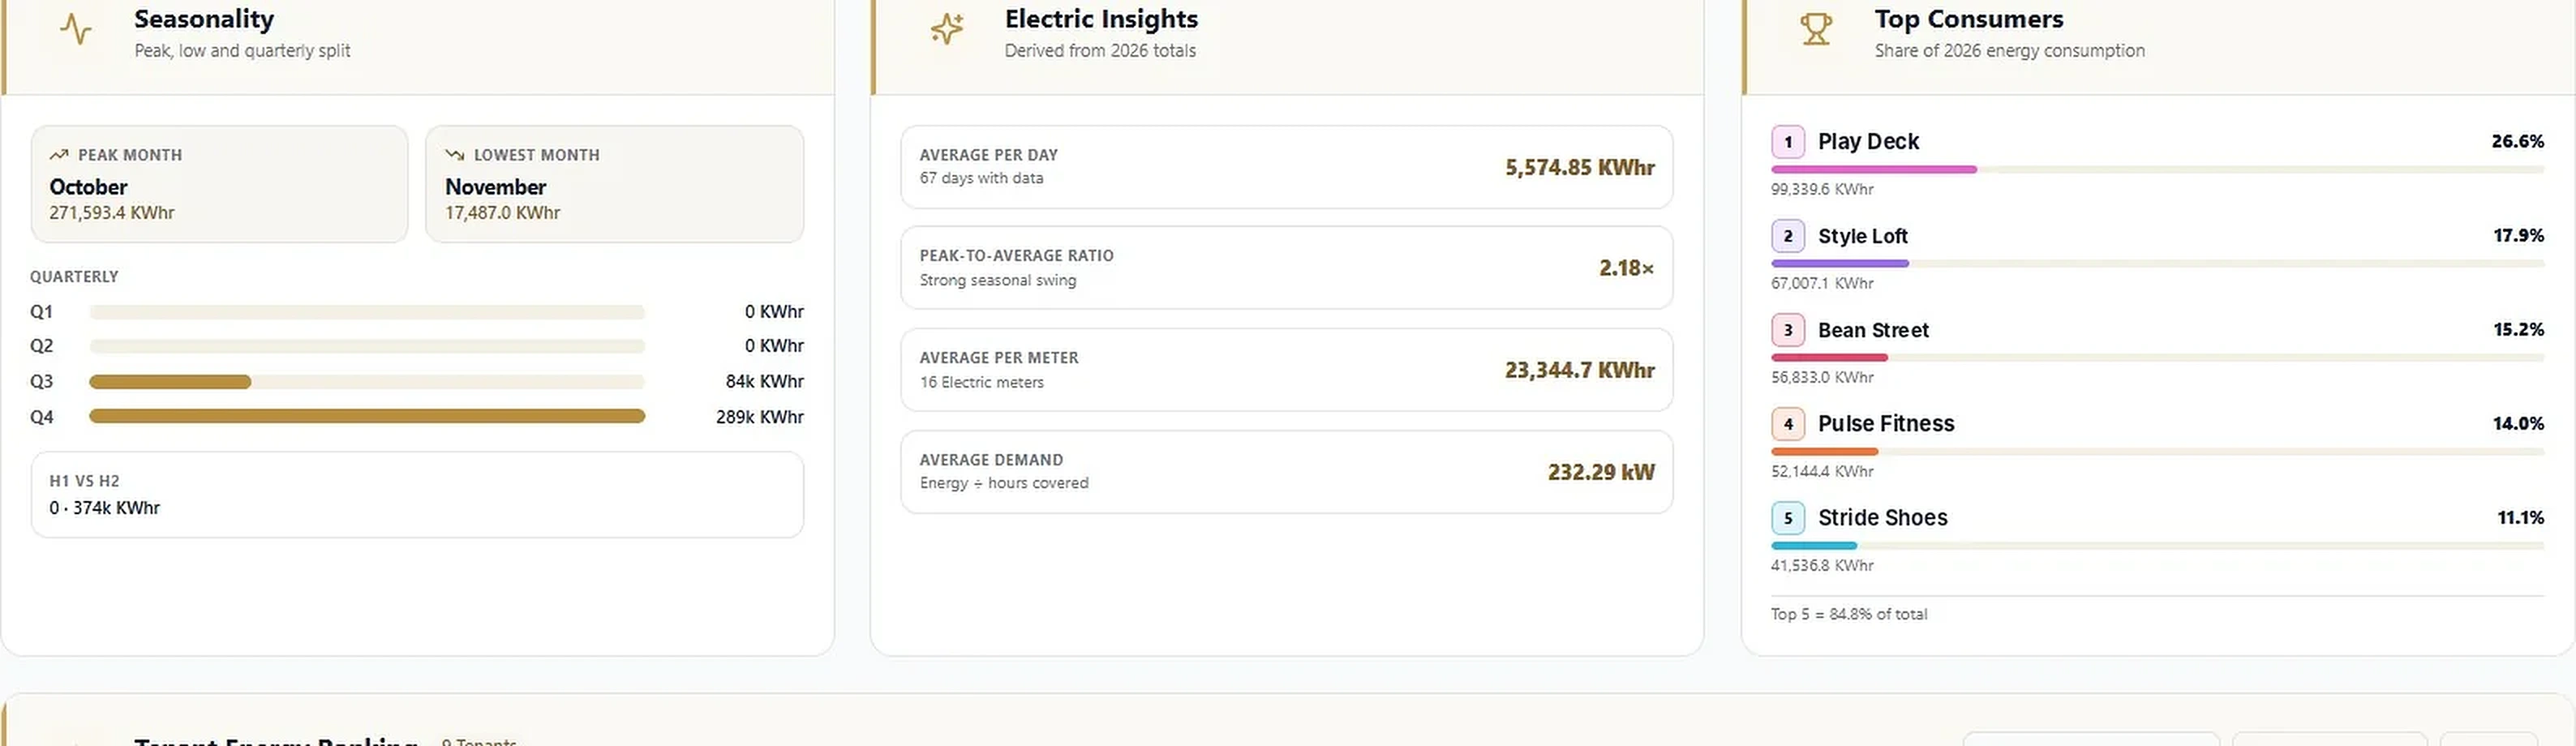 Seasonality
Peak, low and quarterly split
PEAK MONTH
October
271,593.4 KWhr
LOWEST MONTH
November
17,487.0 KWhr
QUARTERLY
Q1 0 KWhr
Q2 0 KWhr
Q3 84k KWhr
Q4 289k KWhr
H1 VS H2
0 · 374k KWhr
Electric Insights
Derived from 2026 totals
AVERAGE PER DAY
67 days with data
5,574.85 KWhr
PEAK-TO-AVERAGE RATIO
Strong seasonal swing
2.18×
AVERAGE PER METER
16 Electric meters
23,344.7 KWhr
AVERAGE DEMAND
Energy ÷ hours covered
232.29 kW
Top Consumers
Share of 2026 energy consumption
1 Play Deck 26.6%
99,339.6 KWhr
2 Style Loft 17.9%
67,007.1 KWhr
3 Bean Street 15.2%
56,833.0 KWhr
4 Pulse Fitness 14.0%
52,144.4 KWhr
5 Stride Shoes 11.1%
41,536.8 KWhr
Top 5 = 84.8% of total
Tenant Energy Ranking 9 Tenants